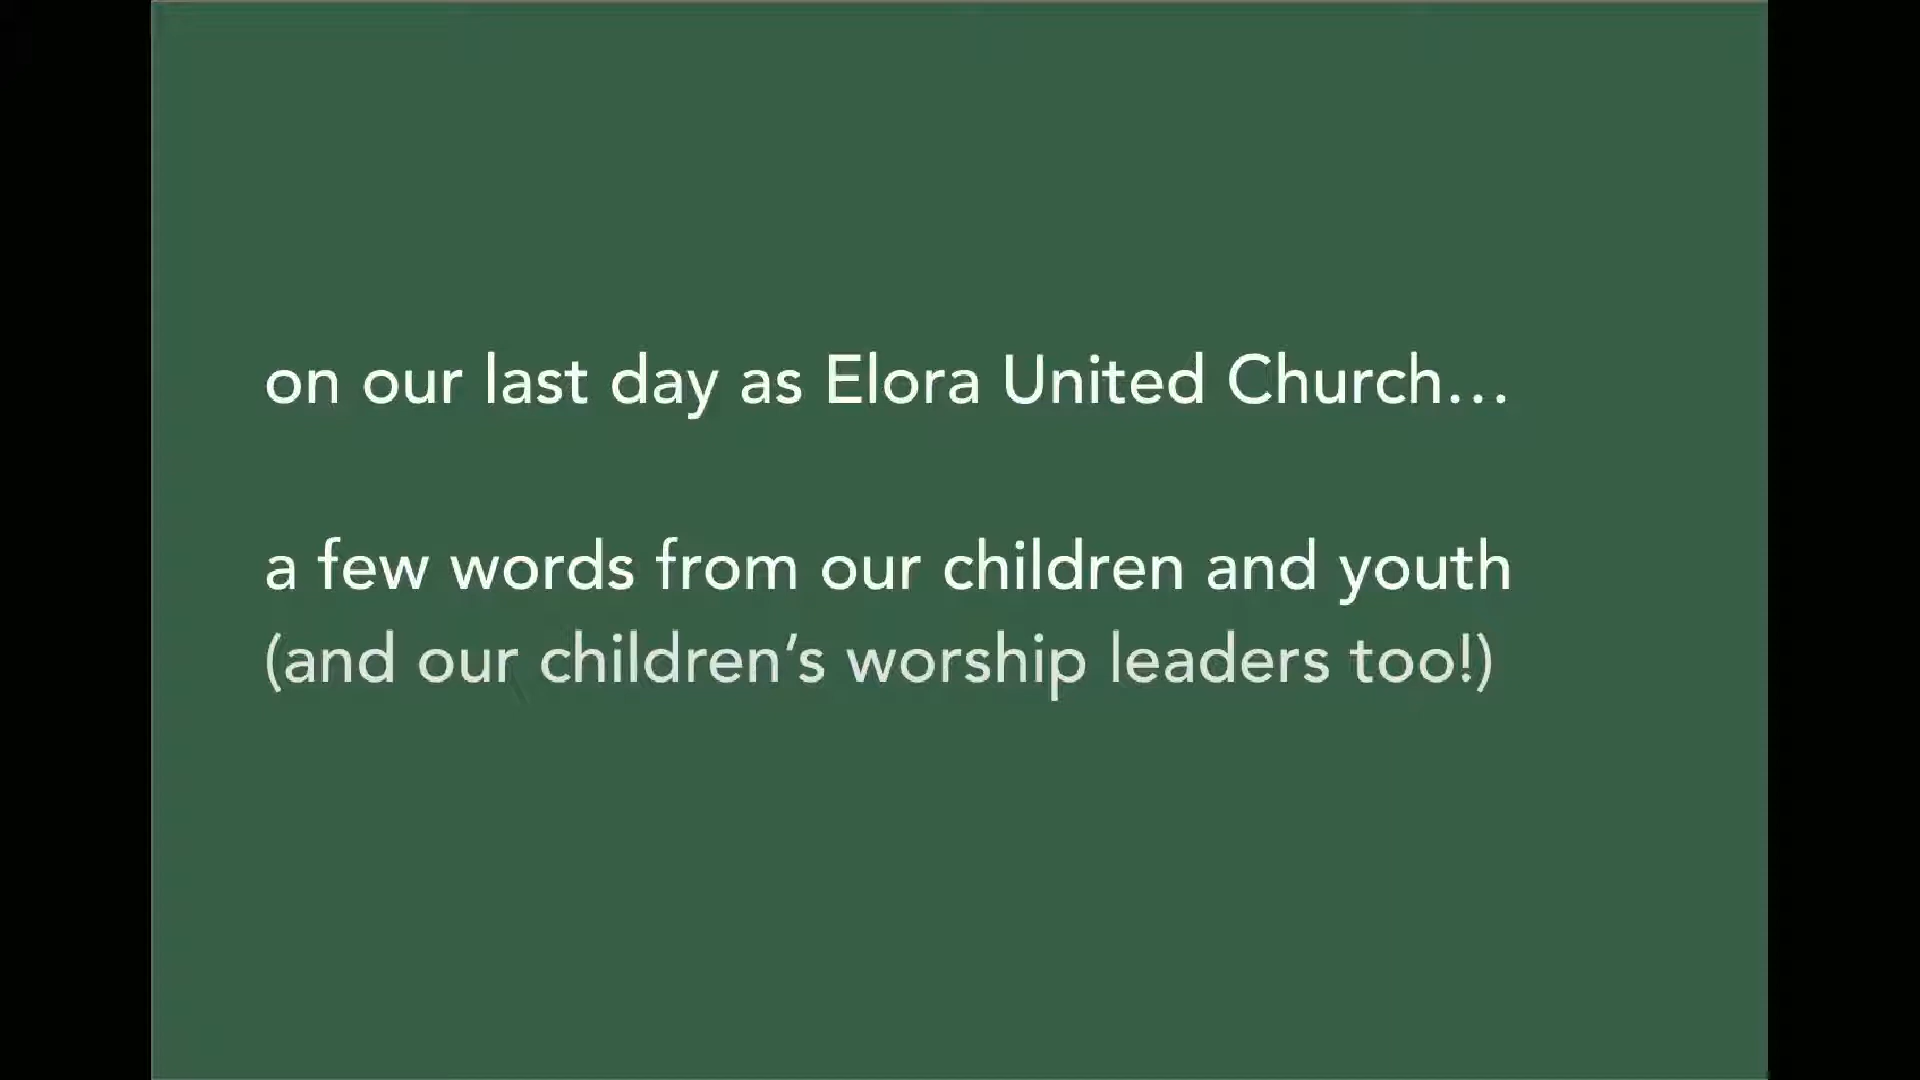 on our last day as Elora United Church…
a few words from our children and youth
(and our children’s worship leaders too!)